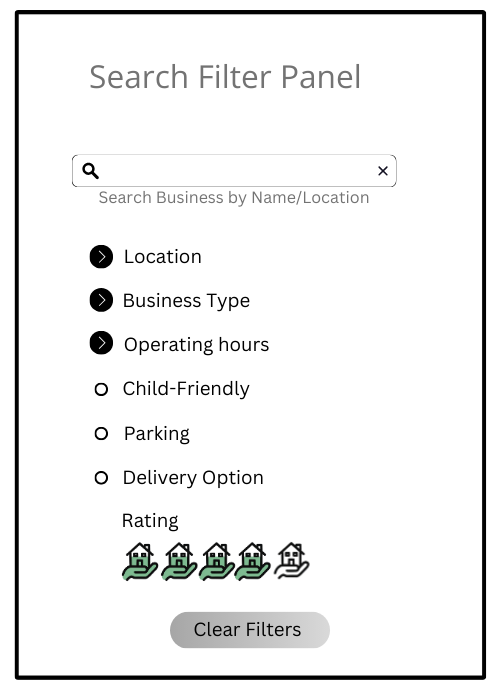 Search Filter Panel
Search Business by Name/Location
Location
Business Type
Operating hours
Child-Friendly
Parking
Delivery Option
Rating
Clear Filters